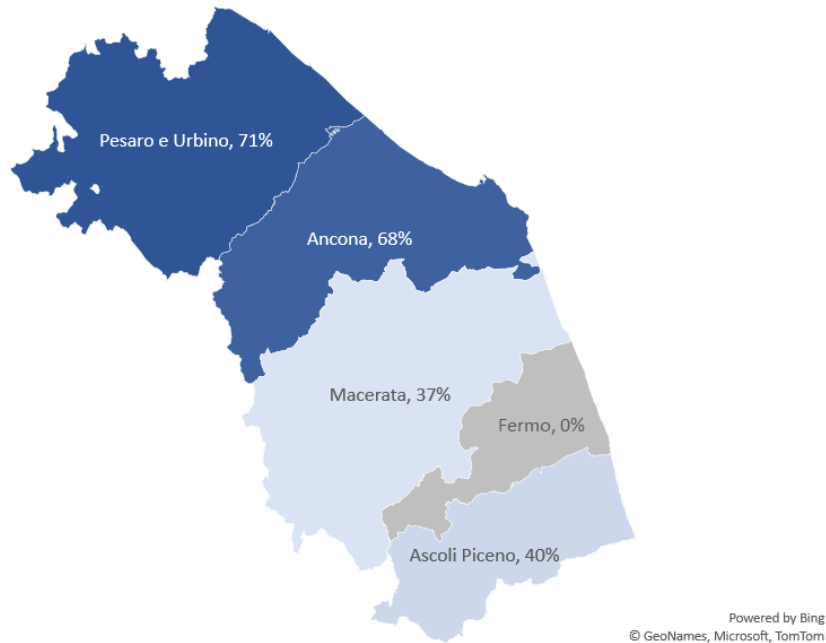 Pesaro e Urbino, 71%
Ancona, 68%
Macerata, 37%
Fermo, 0%
Ascoli Piceno, 40%
Powered by Bing
© GeoNames, Microsoft, TomTom